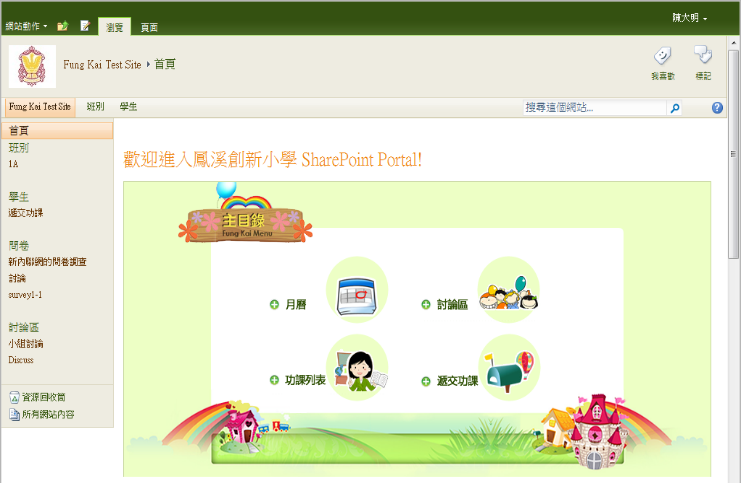 網站動作
瀏覽
頁面
陳大明
Fung Kai Test Site
首頁
我喜歡
標記
Fung Kai Test Site
班別
學生
搜尋這個網站...
首頁
班別
1A
學生
遞交功課
問卷
新內聯網的問卷調查
討論
survey1-1
討論區
小組討論
Discuss
資源回收筒
所有網站內容
歡迎進入鳳溪創新小學 SharePoint Portal!
主目錄
Fung Kai Menu
月曆
討論區
功課列表
遞交功課